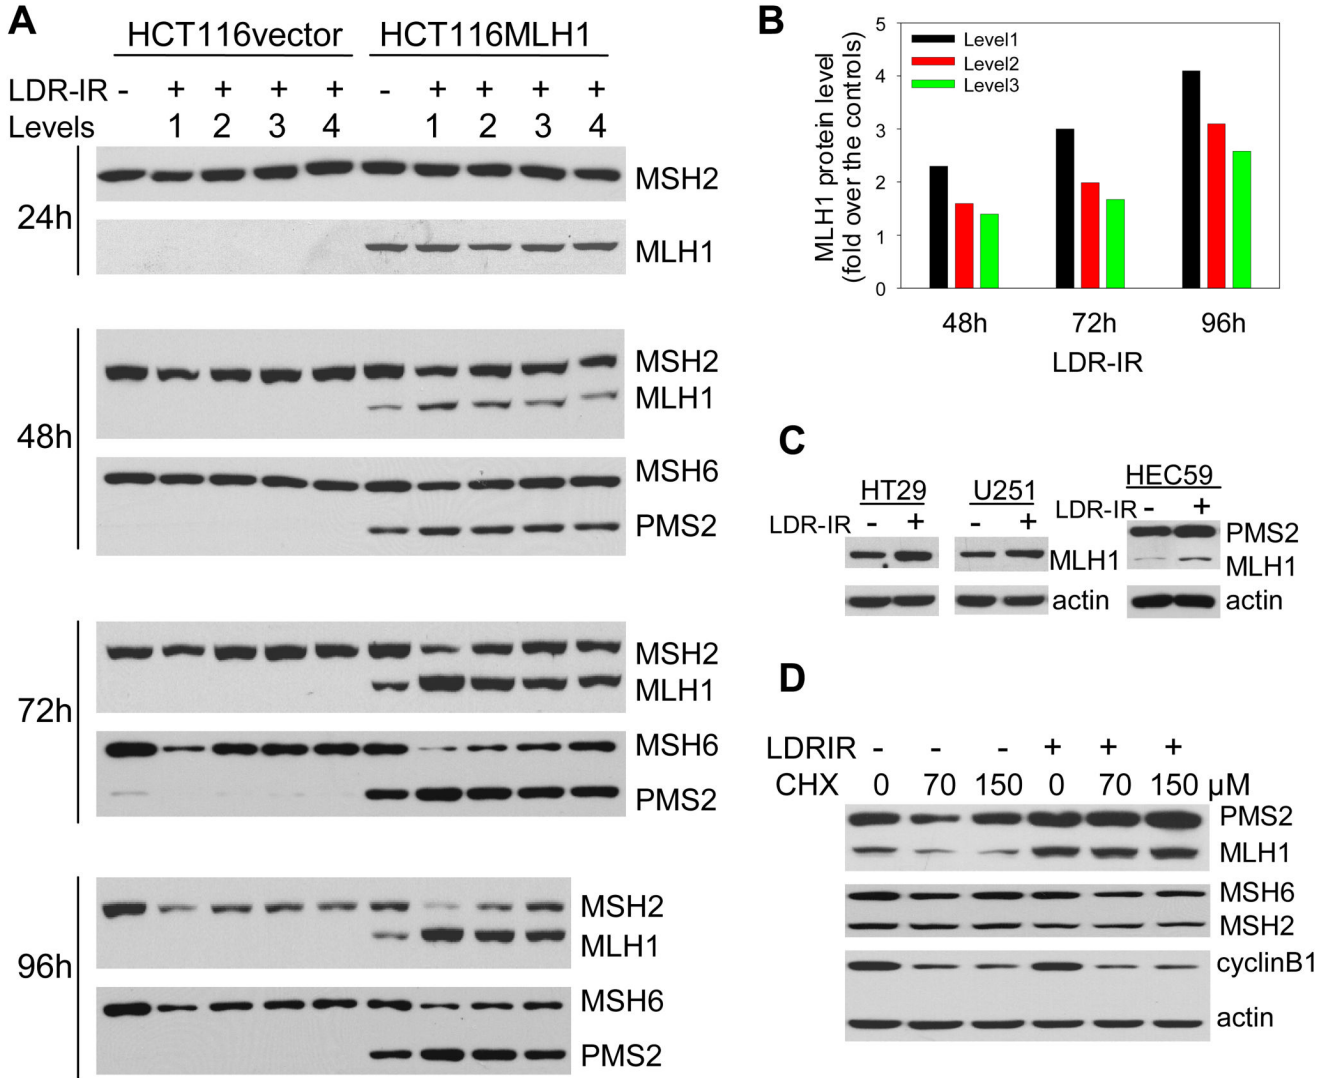 A
HCT116vector HCT116MLH1
LDR-IR - + + + + - + + + +
Levels 1 2 3 4 1 2 3 4
24h
MSH2
MLH1
48h
MSH2
MLH1
MSH6
PMS2
72h
MSH2
MLH1
MSH6
PMS2
96h
MSH2
MLH1
MSH6
PMS2
B
MLH1 protein level
(fold over the controls)
5
4
3
2
1
0
Level1
Level2
Level3
48h 72h 96h
LDR-IR
C
HT29 U251 HEC59
LDR-IR - + - + LDR-IR - +
MLH1
actin
PMS2
MLH1
actin
D
LDRIR - - - + + +
CHX 0 70 150 0 70 150 µM
PMS2
MLH1
MSH6
MSH2
cyclinB1
actin